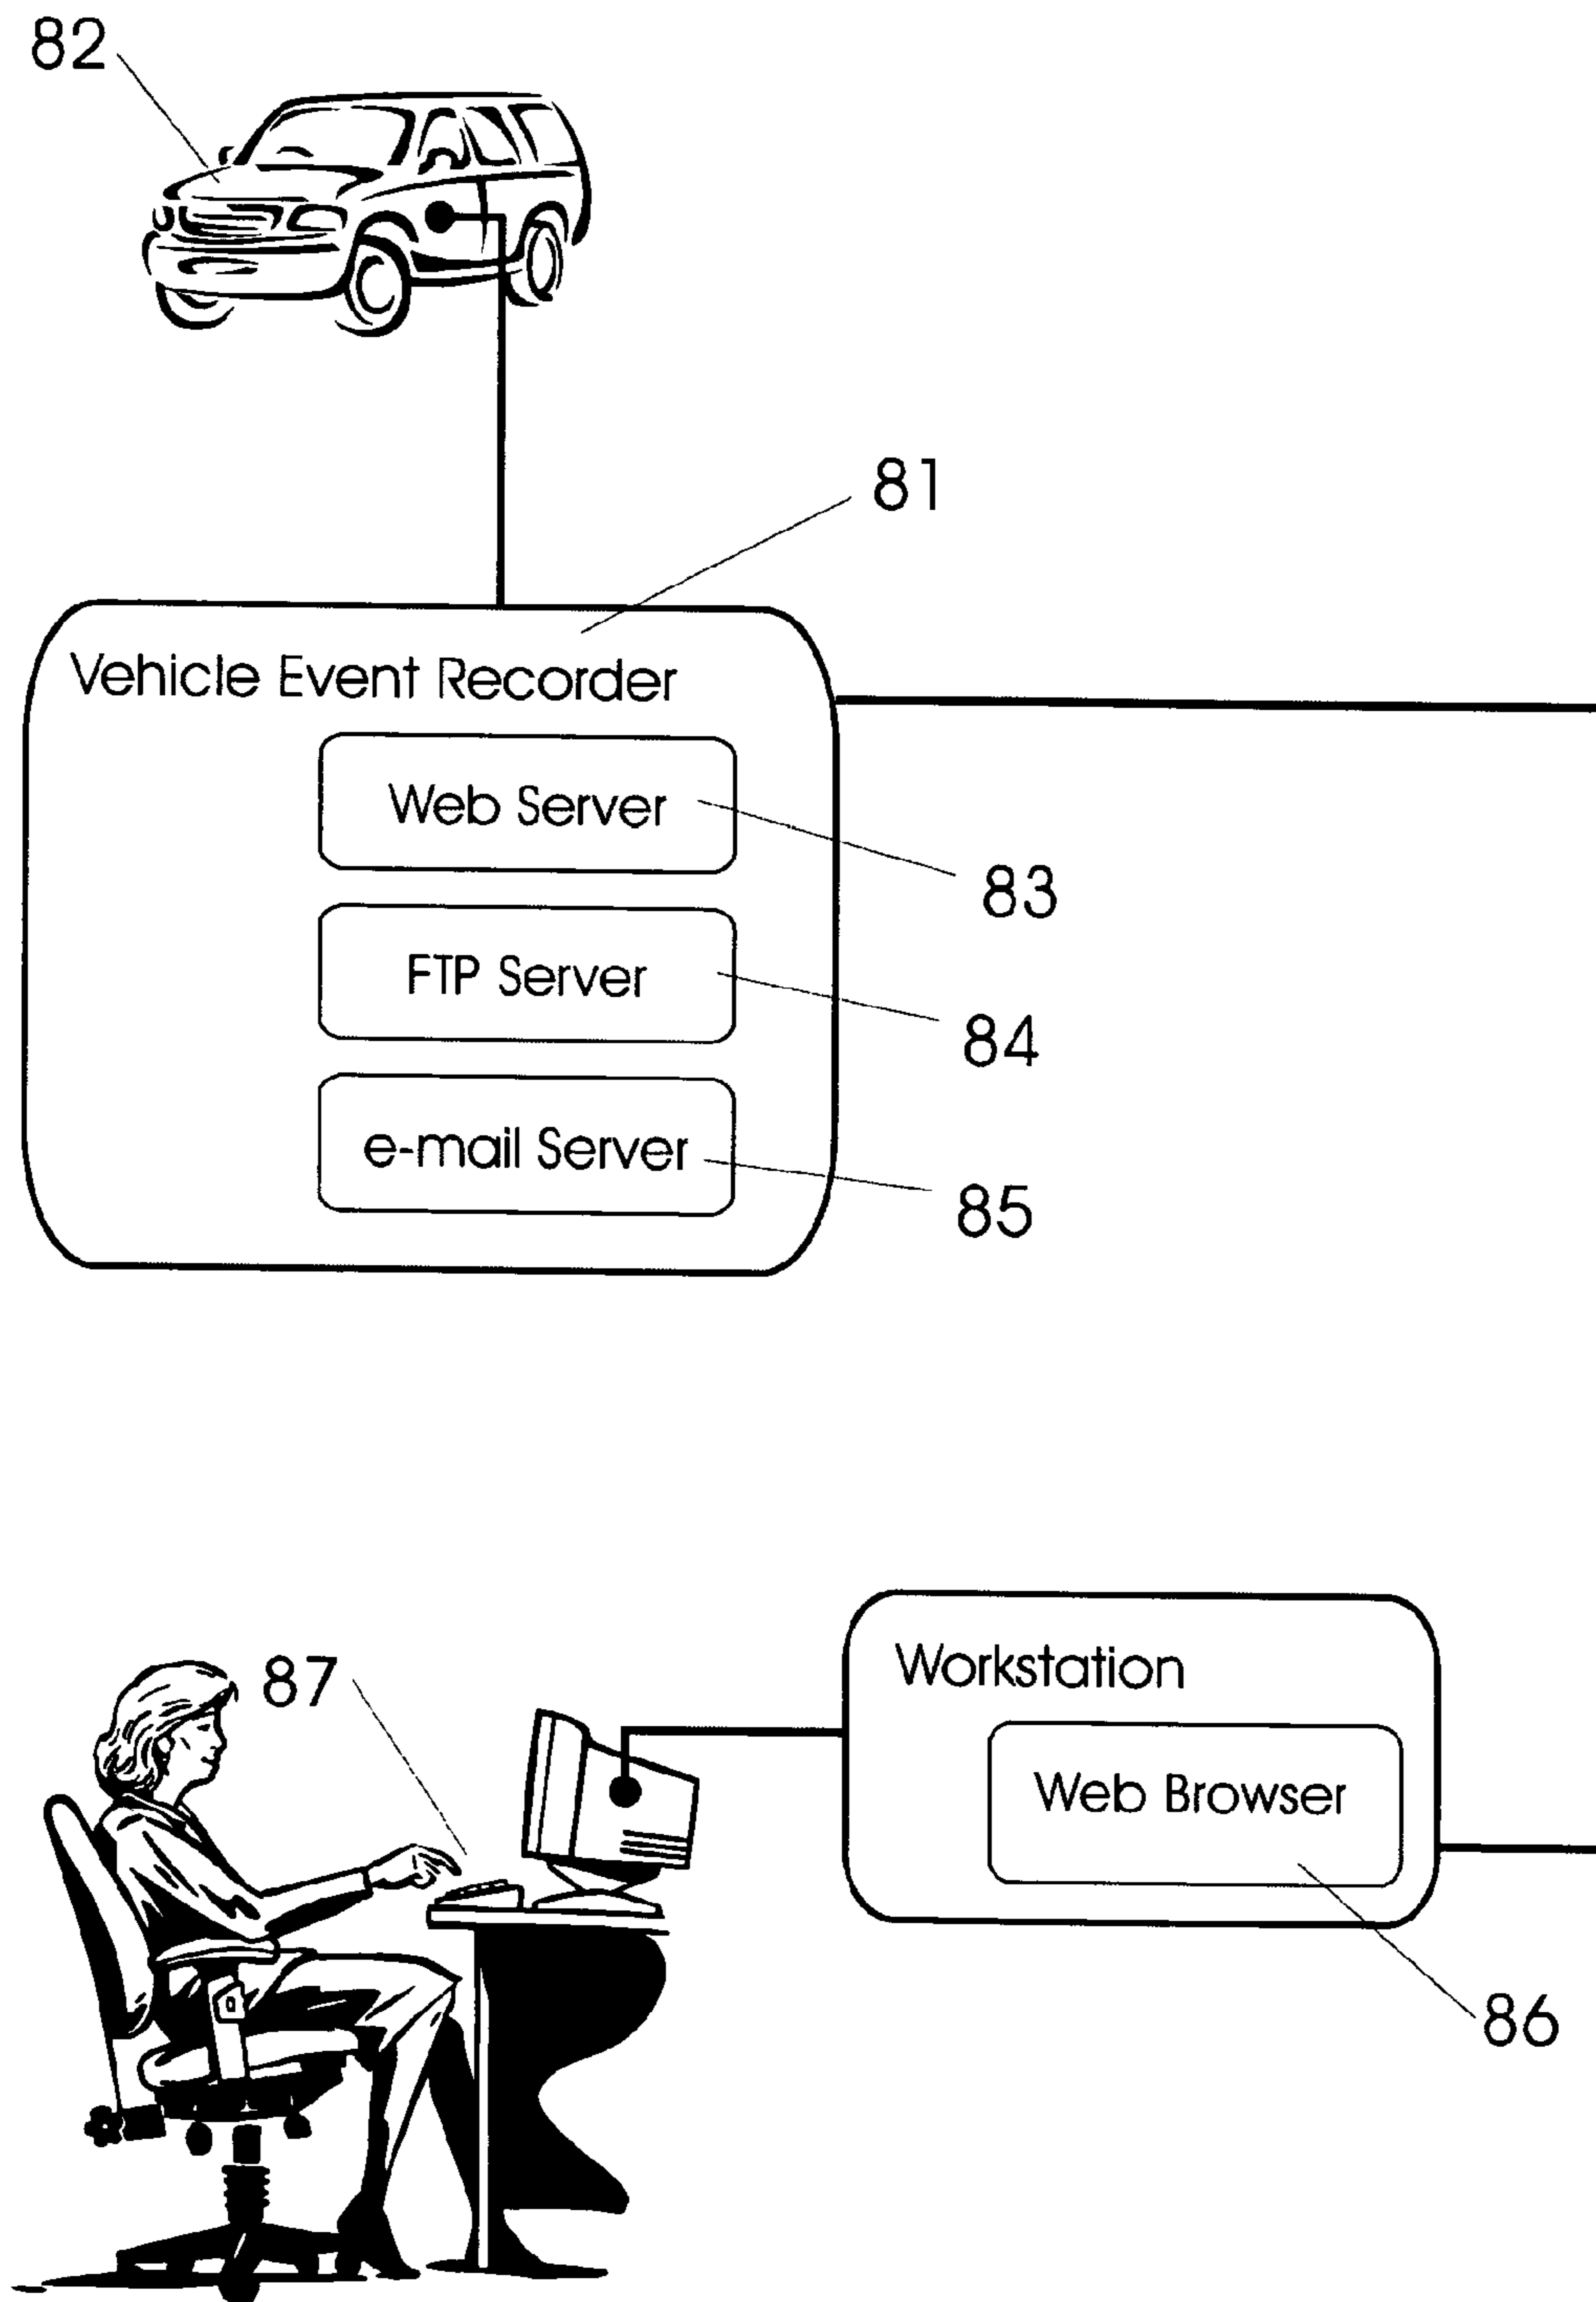 82
81
Vehicle Event Recorder
Web Server
83
FTP Server
84
e-mail Server
85
Workstation
87
Web Browser
86